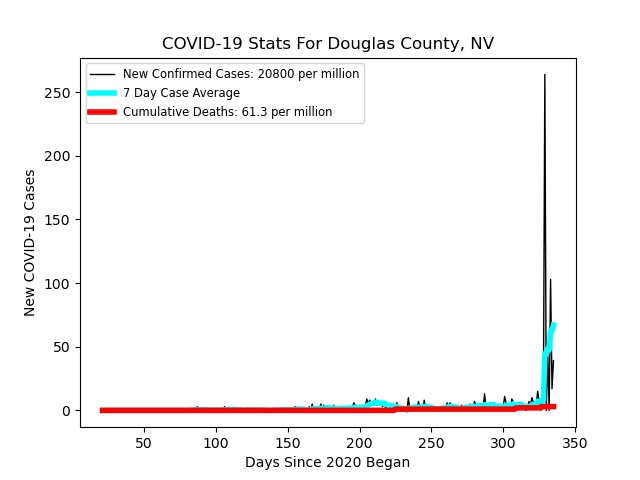 COVID-19 Stats For Douglas County, NV
New Confirmed Cases: 20800 per million
7 Day Case Average
Cumulative Deaths: 61.3 per million
New COVID-19 Cases
250
200
150
100
50
0
50 100 150 200 250 300 350
Days Since 2020 Began